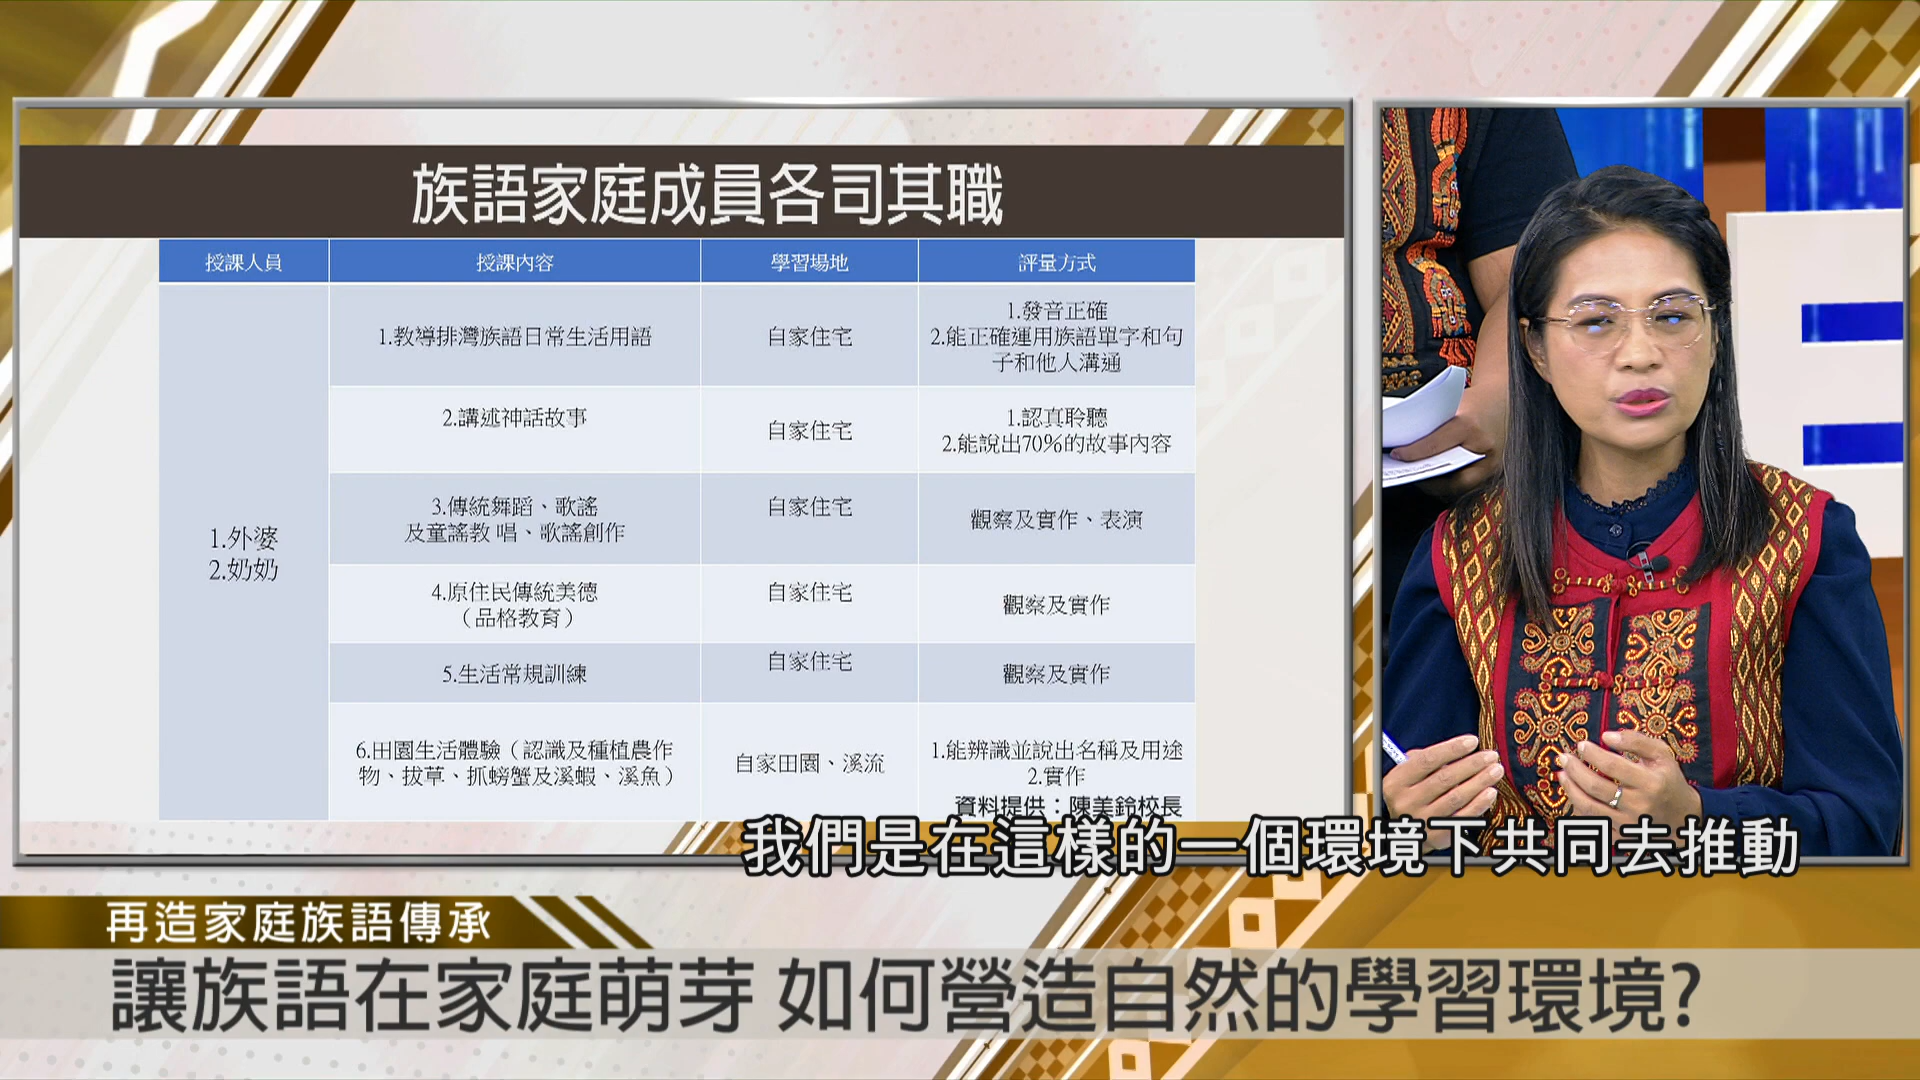 族語家庭成員各司其職
授課人員
授課內容
學習場地
評量方式
1.外婆
2.奶奶
1.教導排灣族語日常生活用語
自家住宅
1.發音正確
2.能正確運用族語單字和句
子和他人溝通
2.講述神話故事
自家住宅
1.認真聆聽
2.能說出70%的故事內容
3.傳統舞蹈、歌謠
及童謠教 唱、歌謠創作
自家住宅
觀察及實作、表演
4.原住民傳統美德
（品格教育）
自家住宅
觀察及實作
5.生活常規訓練
自家住宅
觀察及實作
6.田園生活體驗（認識及種植農作
物、拔草、抓螃蟹及溪蝦、溪魚）
自家田園、溪流
1.能辨識並說出名稱及用途
2.實作
資料提供：陳美鈴校長
我們是在這樣的一個環境下共同去推動
再造家庭族語傳承
讓族語在家庭萌芽 如何營造自然的學習環境?